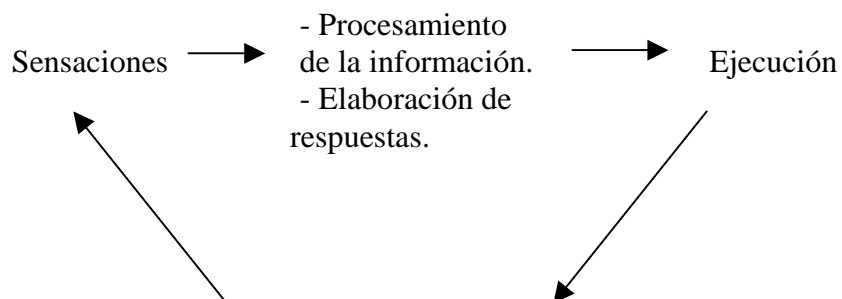 Sensaciones
- Procesamiento
de la información.
- Elaboración de
respuestas.
Ejecución